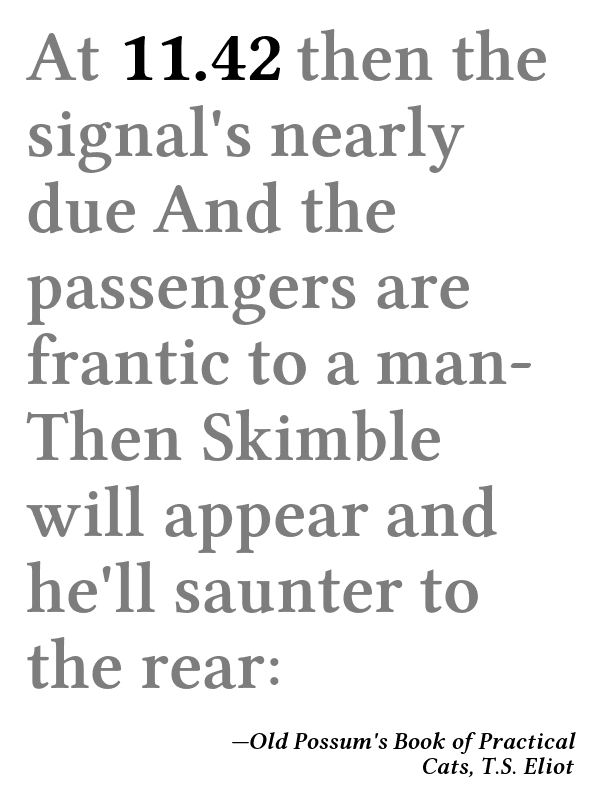 At 11.42 then the
signal's nearly
due And the
passengers are
frantic to a man-
Then Skimble
will appear and
he'll saunter to
the rear:
—Old Possum's Book of Practical
Cats, T.S. Eliot